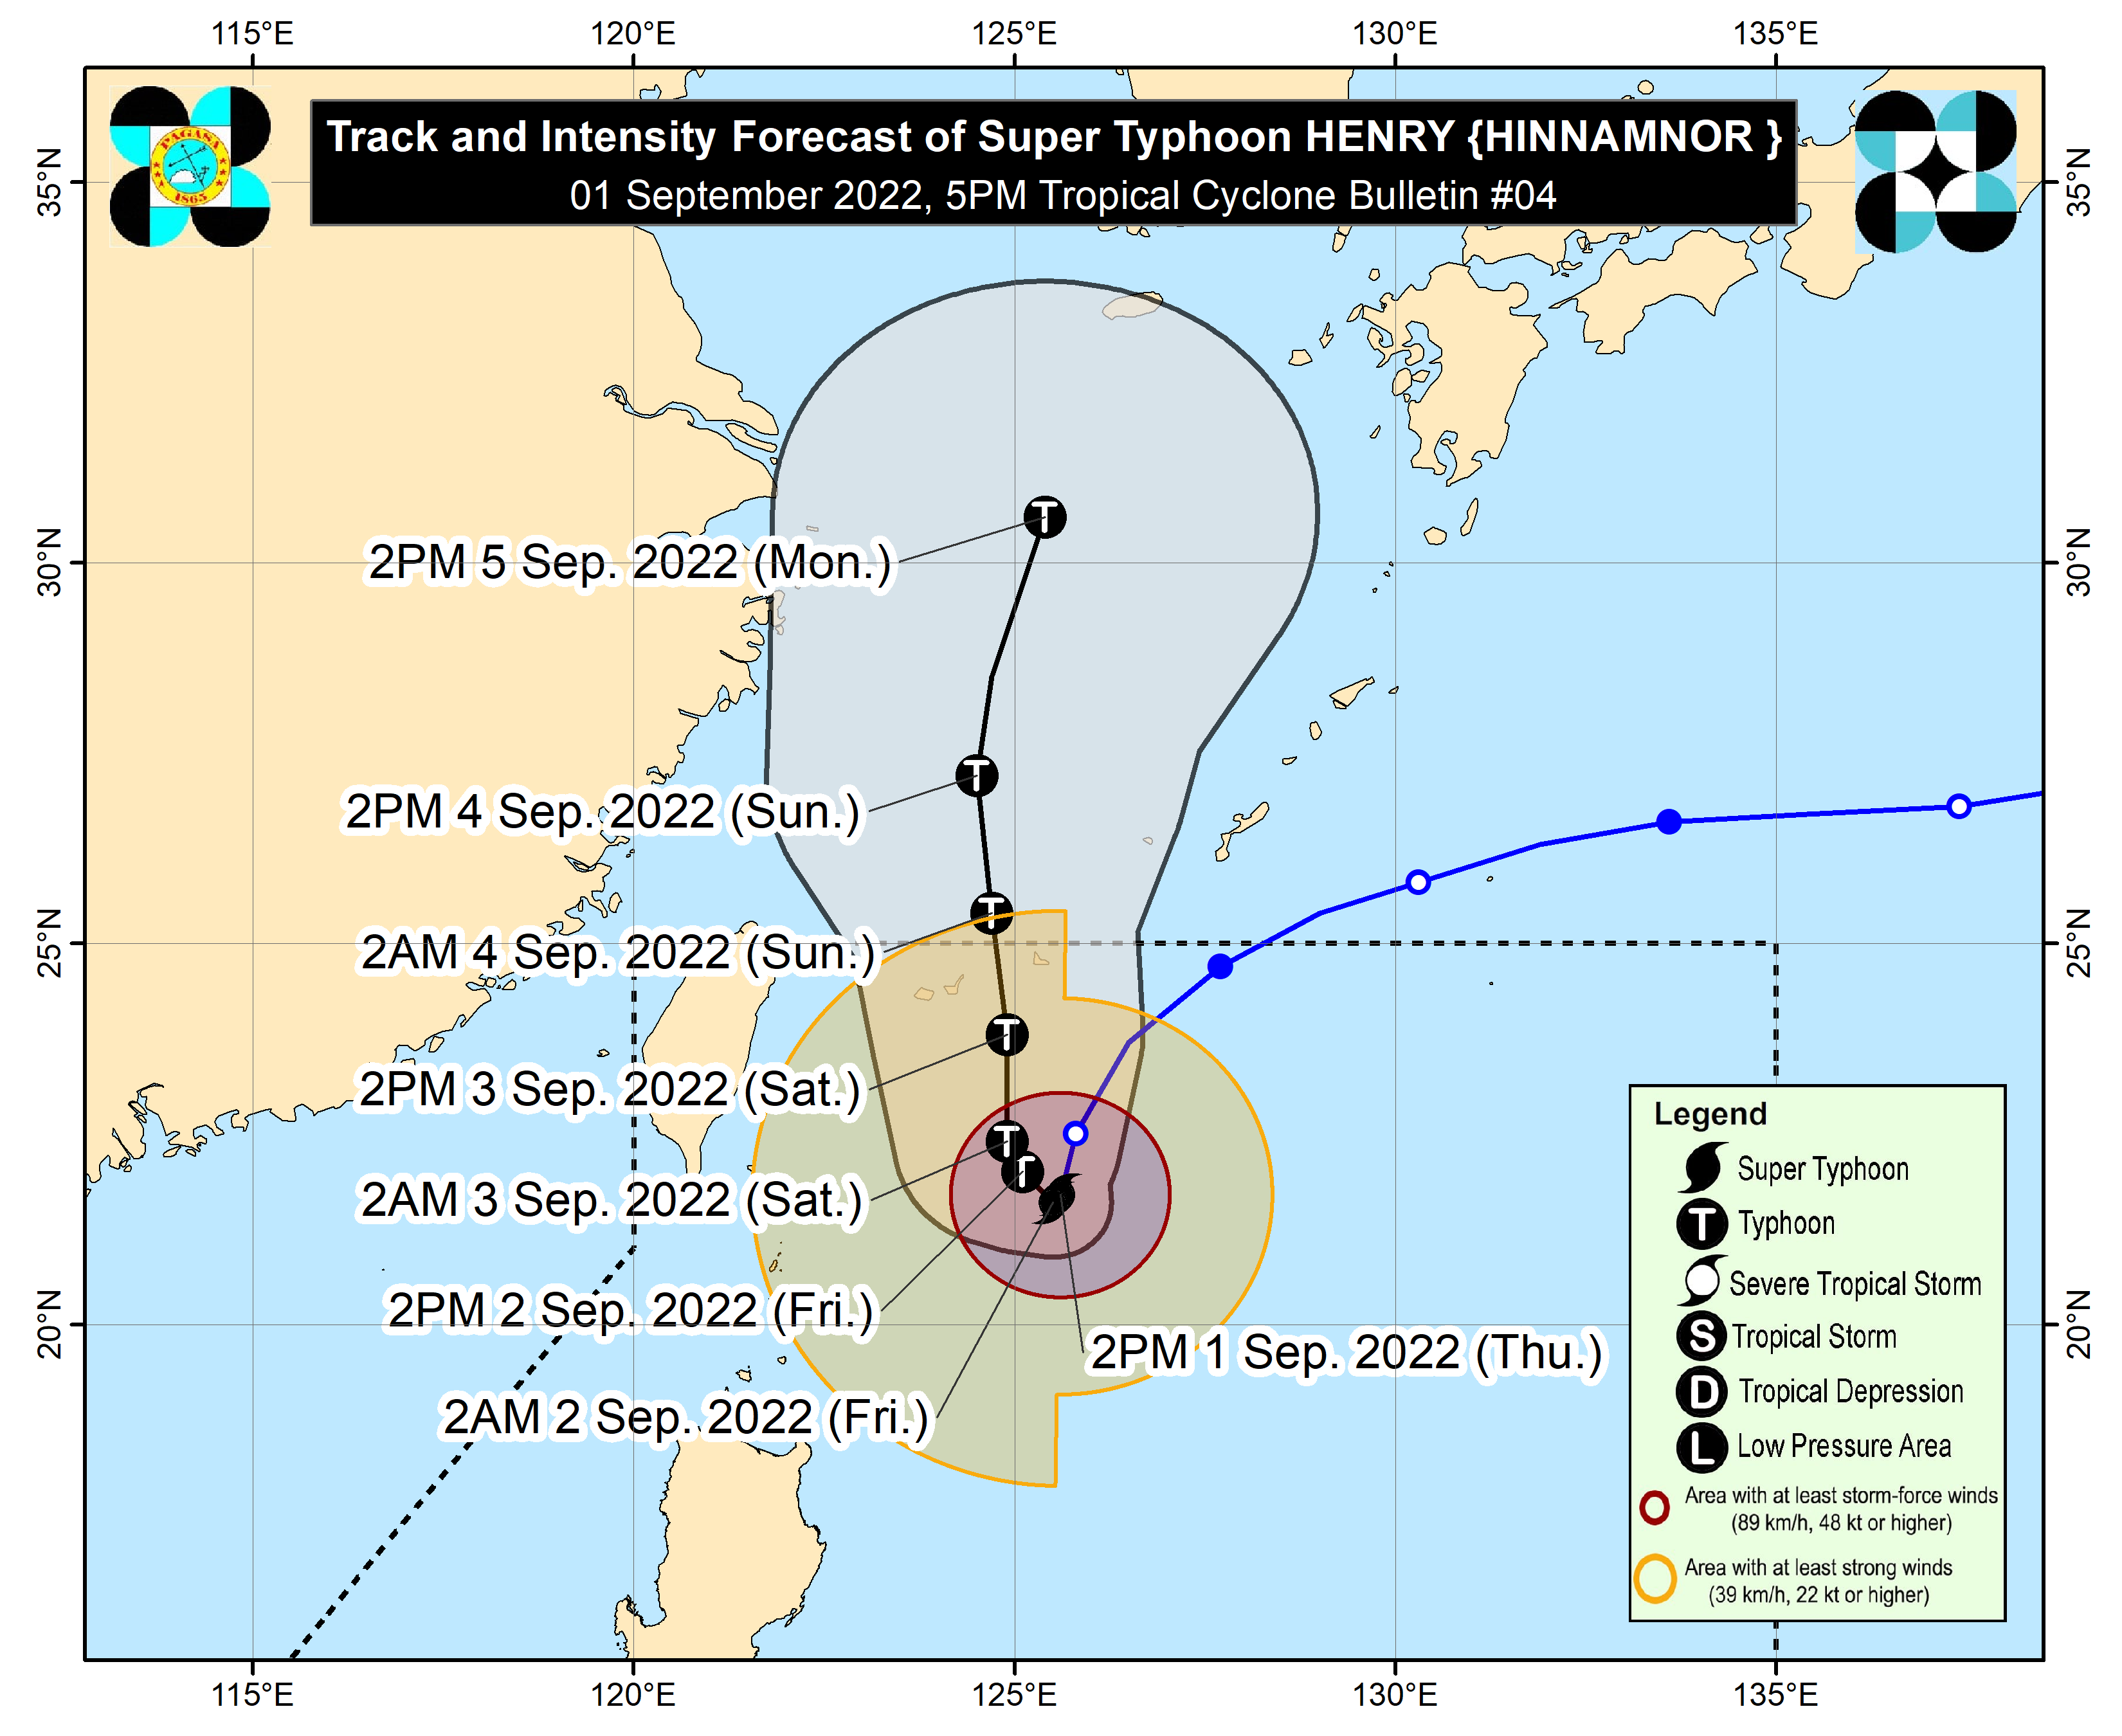 115°E 120°E 125°E 130°E 135°E
Track and Intensity Forecast of Super Typhoon HENRY {HINNAMNOR }
01 September 2022, 5PM Tropical Cyclone Bulletin #04
PAGASA
1865
35°N 35°N
2PM 5 Sep. 2022 (Mon.)
30°N 30°N
2PM 4 Sep. 2022 (Sun.)
2AM 4 Sep. 2022 (Sun.)
25°N 25°N
2PM 3 Sep. 2022 (Sat.)
2AM 3 Sep. 2022 (Sat.)
2PM 2 Sep. 2022 (Fri.)
20°N 20°N
2PM 1 Sep. 2022 (Thu.)
2AM 2 Sep. 2022 (Fri.)
T
T
T
T
T
T
Legend
Super Typhoon
T Typhoon
Severe Tropical Storm
S Tropical Storm
D Tropical Depression
L Low Pressure Area
Area with at least storm-force winds
(89 km/h, 48 kt or higher)
Area with at least strong winds
(39 km/h, 22 kt or higher)
115°E 120°E 125°E 130°E 135°E